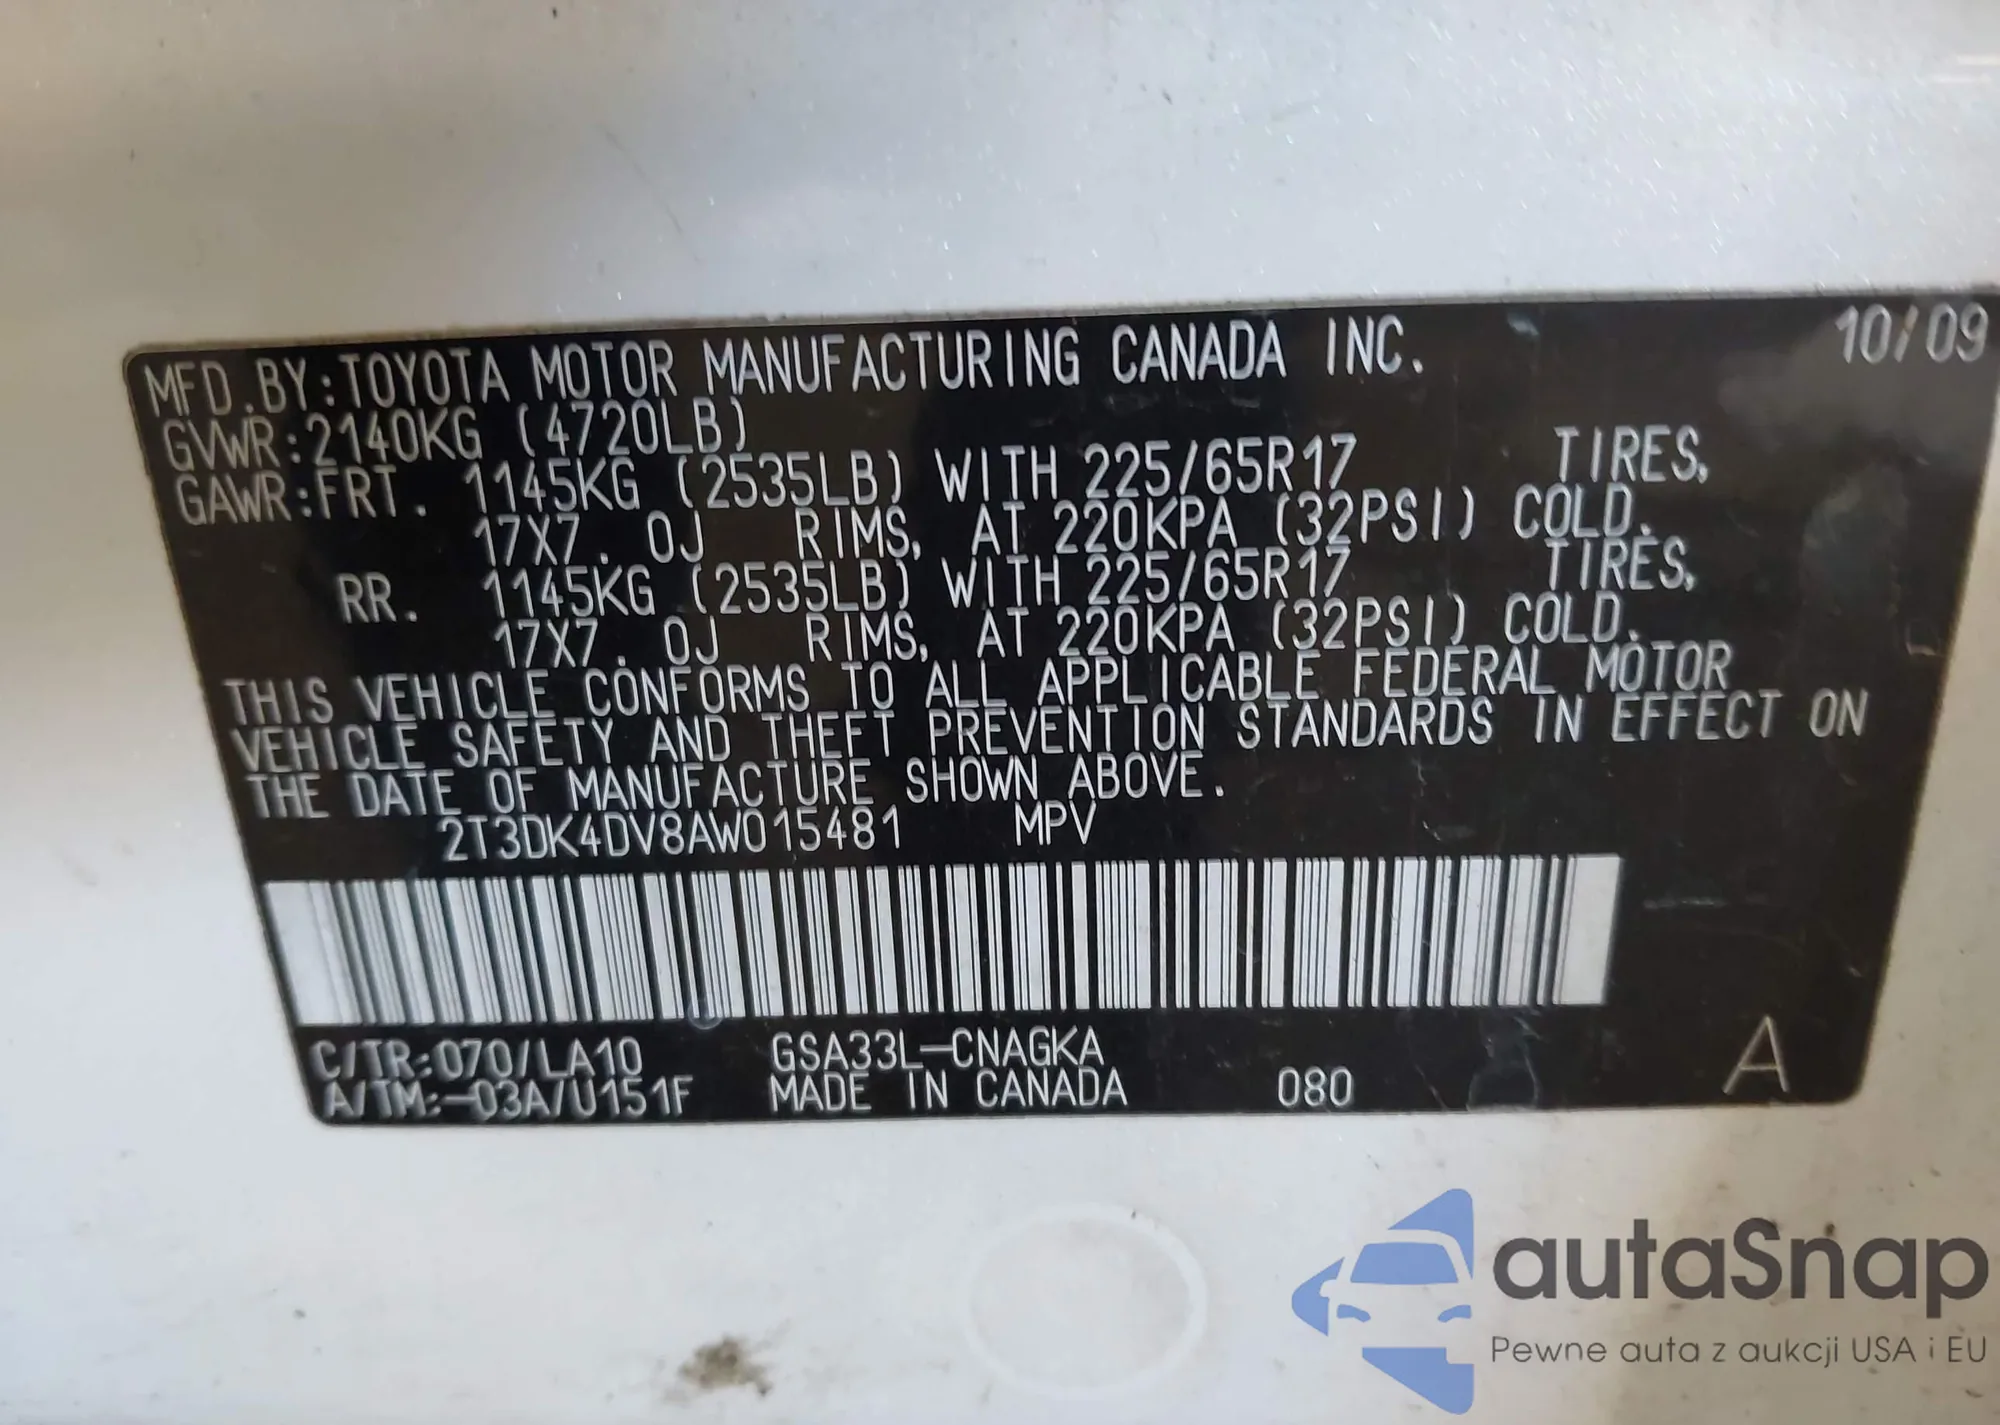 MFD.BY:TOYOTA MOTOR MANUFACTURING CANADA INC. 10/09
GVWR:2140KG (4720LB)
GAWR:FRT. 1145KG (2535LB) WITH 225/65R17 TIRES,
17X7.0J RIMS, AT 220KPA (32PSI) COLD.
RR. 1145KG (2535LB) WITH 225/65R17 TIRES,
17X7.0J RIMS, AT 220KPA (32PSI) COLD.
THIS VEHICLE CONFORMS TO ALL APPLICABLE FEDERAL MOTOR
VEHICLE SAFETY AND THEFT PREVENTION STANDARDS IN EFFECT ON
THE DATE OF MANUFACTURE SHOWN ABOVE.
2T3DK4DV8AW015481 MPV
C/TR:070/LA10 GSA33L-CNAGKA
A/TM:-03A/U151F MADE IN CANADA 080 A
autaSnap
Pewne auta z aukcji USA i EU